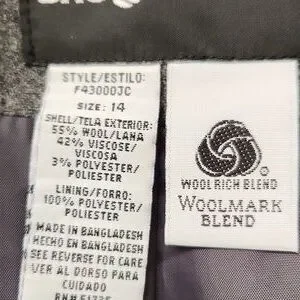 STYLE/ESTILO:
F43000JC
SIZE: 14
SHELL/TELA EXTERIOR:
55% WOOL/LANA
42% VISCOSE/
VISCOSA
3% POLYESTER/
POLIESTER
LINING/FORRO:
100% POLYESTER/
POLIESTER
MADE IN BANGLADESH
HECHO EN BANGLADESH
SEE REVERSE FOR CARE
VER AL DORSO PARA
CUIDADO
WOOL RICH BLEND
WOOLMARK
BLEND